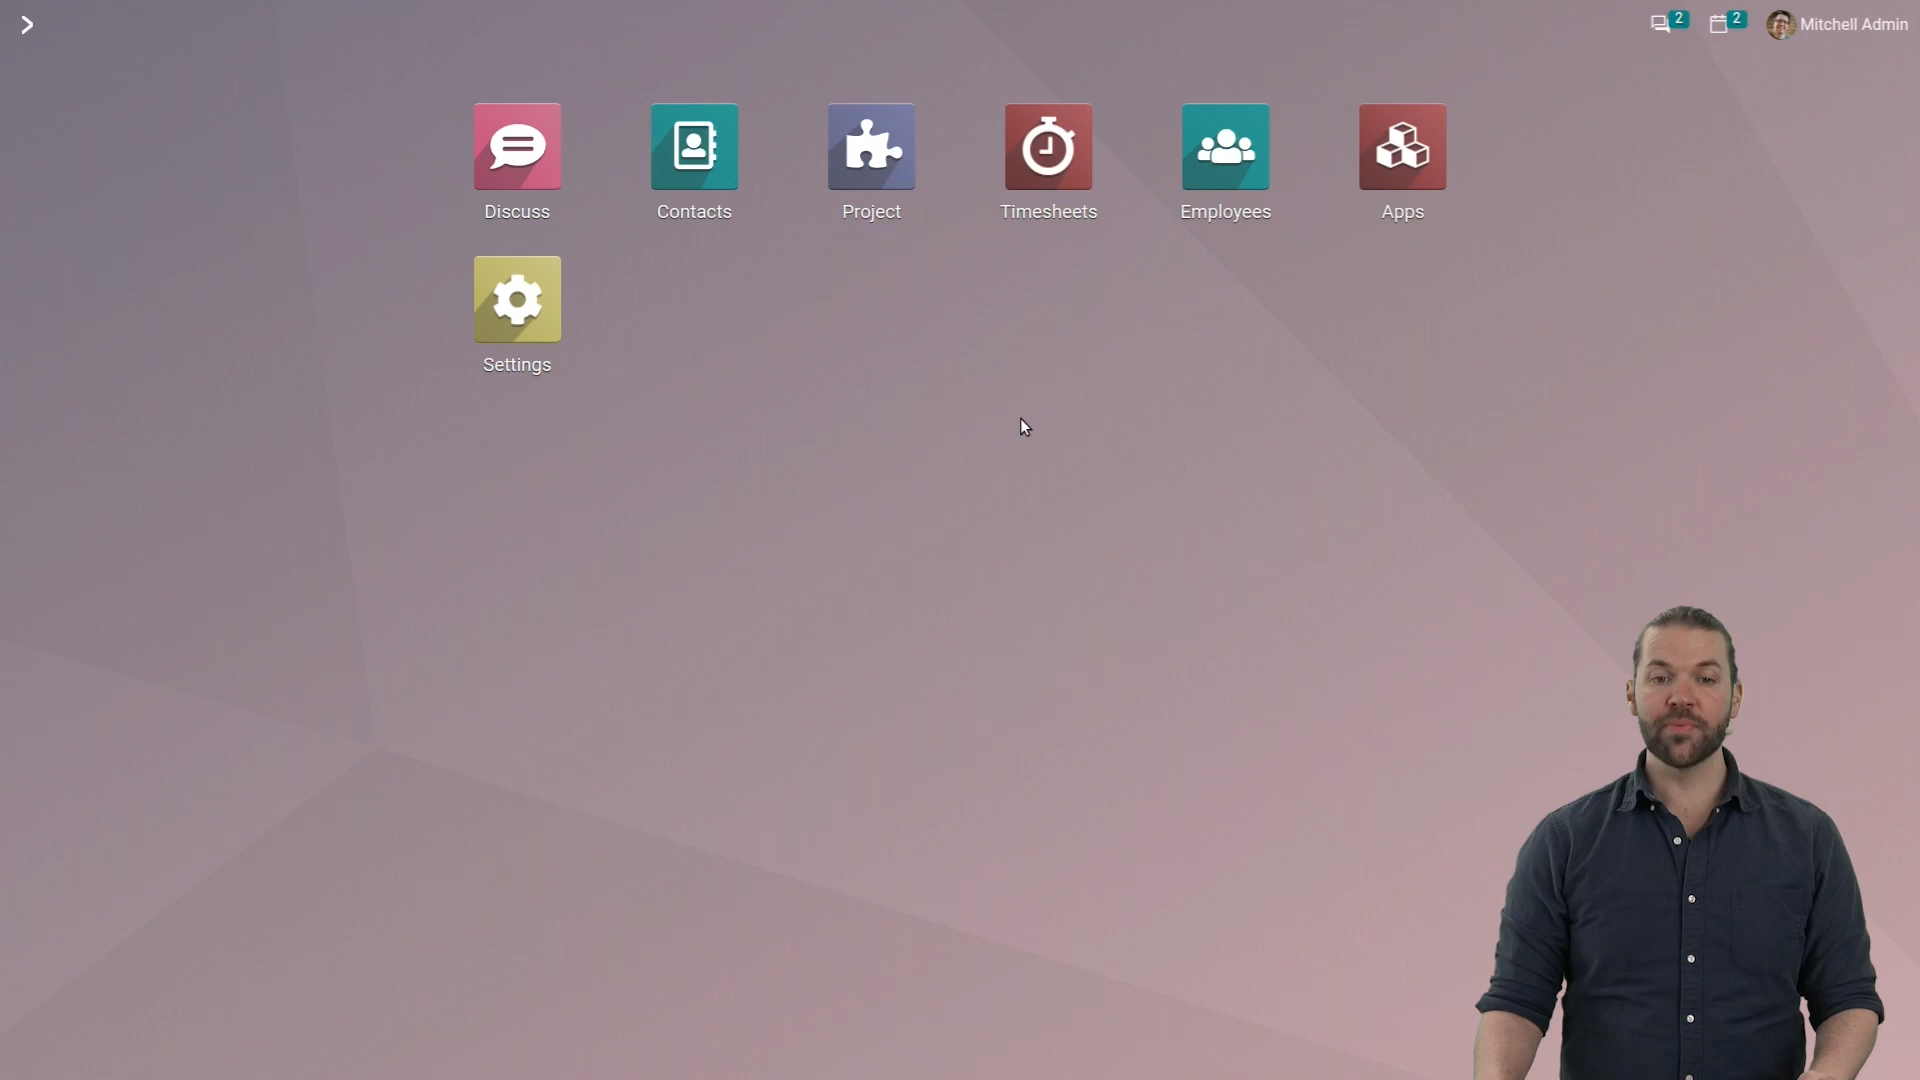 2
2
Mitchell Admin
Discuss
Contacts
Project
Timesheets
Employees
Apps
Settings